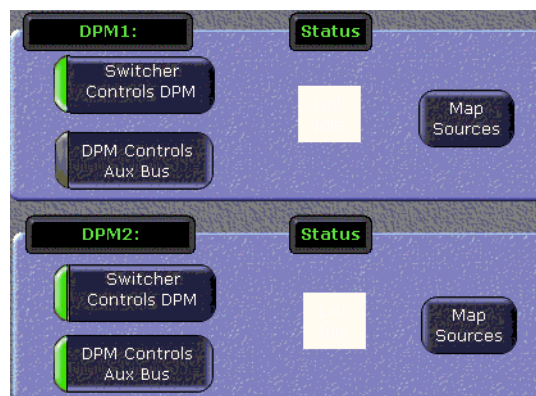 DPM1:
Status
Switcher
Controls DPM
Map
Sources
DPM Controls
Aux Bus
DPM2:
Status
Switcher
Controls DPM
Map
Sources
DPM Controls
Aux Bus